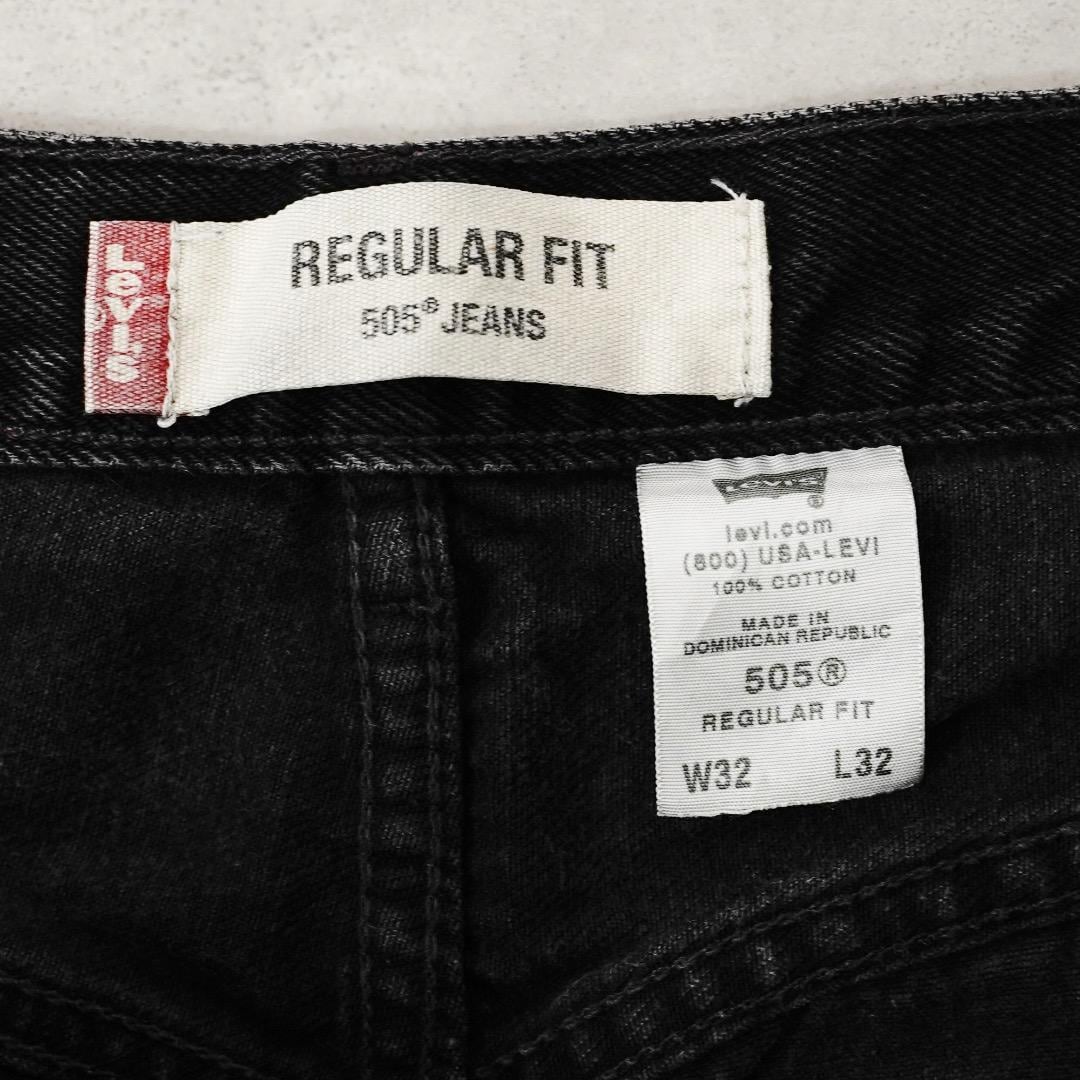 Levi's
REGULAR FIT
505® JEANS
Levi's
®
levi.com
(800) USA-LEVI
100% COTTON
MADE IN
DOMINICAN REPUBLIC
505®
REGULAR FIT
W32 L32